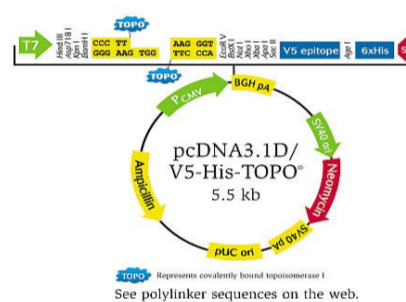 TOPO
T7
Hind III
Asp718 I
Kpn I
BamH I
CCC TT
GGG AAG TGG
AAG GGT
TTC CCA
TOPO
EcoR V
BstX I
Not I
Xho I
Xba I
Apa I
Sac II
V5 epitope
Age I
6xHis
S
PCMV
BGH pA
SV40 ori
Neomycin
SV40 pA
pUC ori
Ampicillin
pcDNA3.1D/
V5-His-TOPO®
5.5 kb
TOPO Represents covalently bound topoisomerase I
See polylinker sequences on the web.